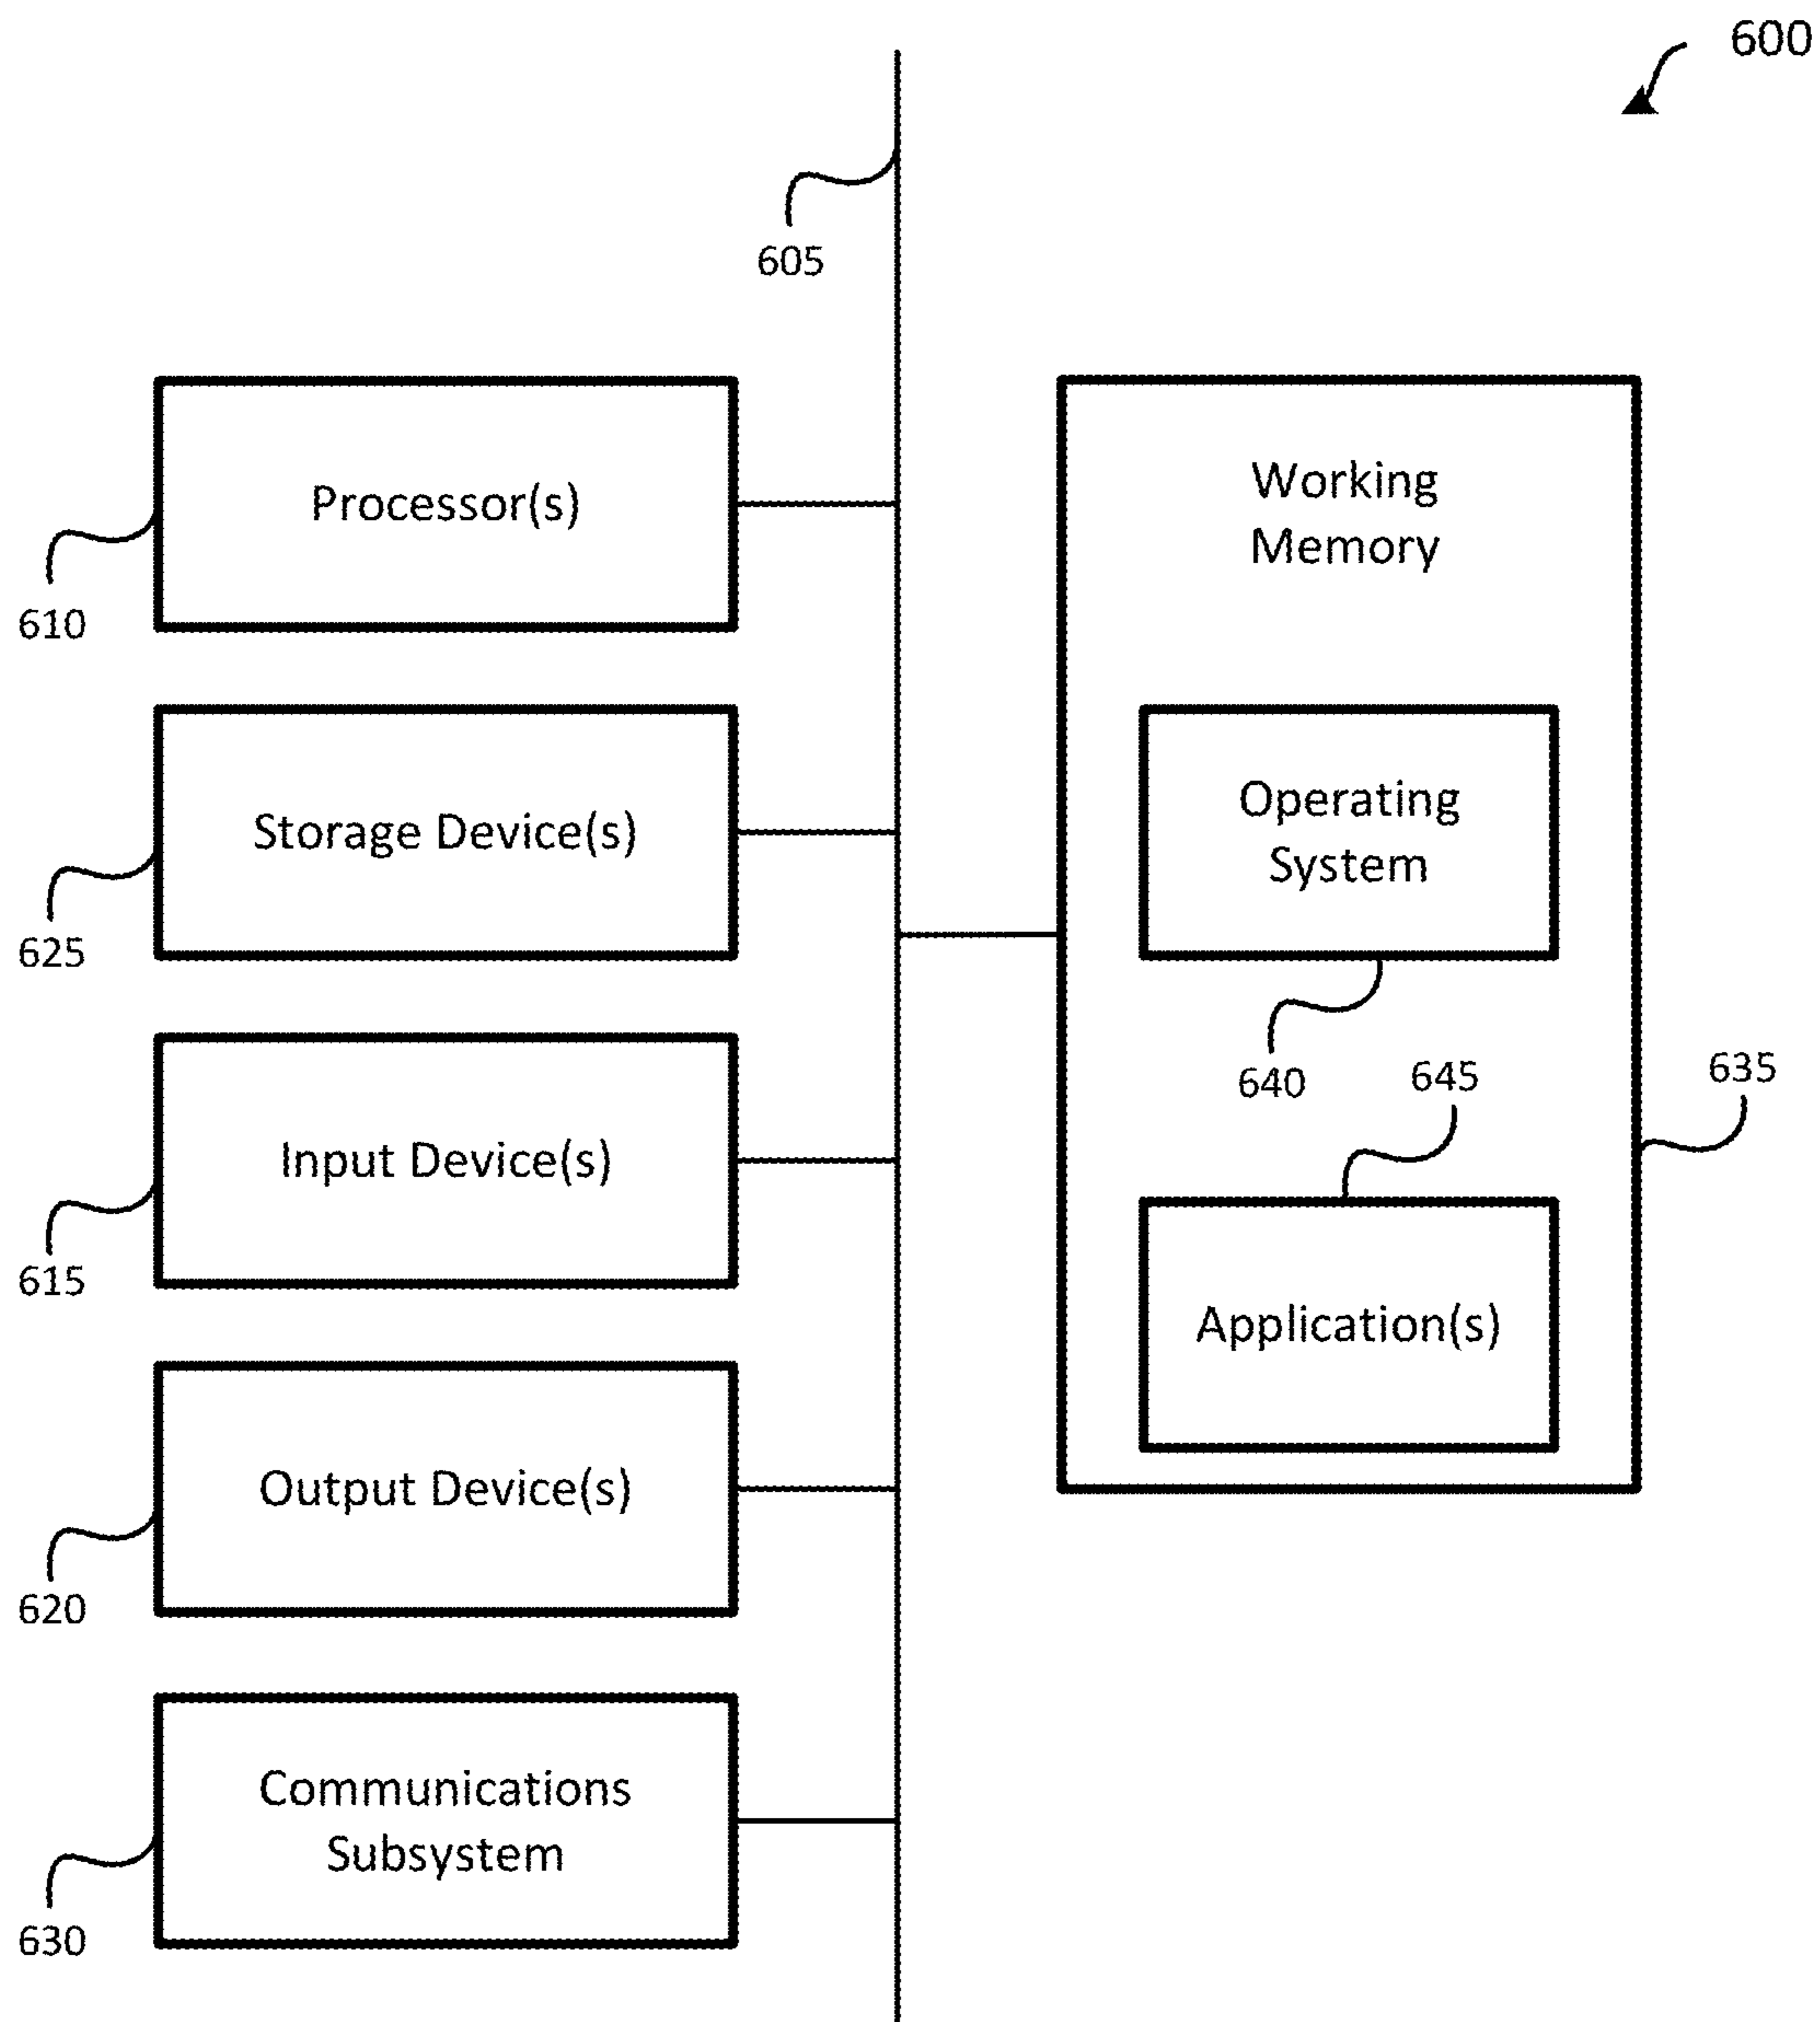 600
605
Processor(s)
610
Storage Device(s)
625
Input Device(s)
615
Output Device(s)
620
Communications
Subsystem
630
Working
Memory
Operating
System
640
645
635
Application(s)